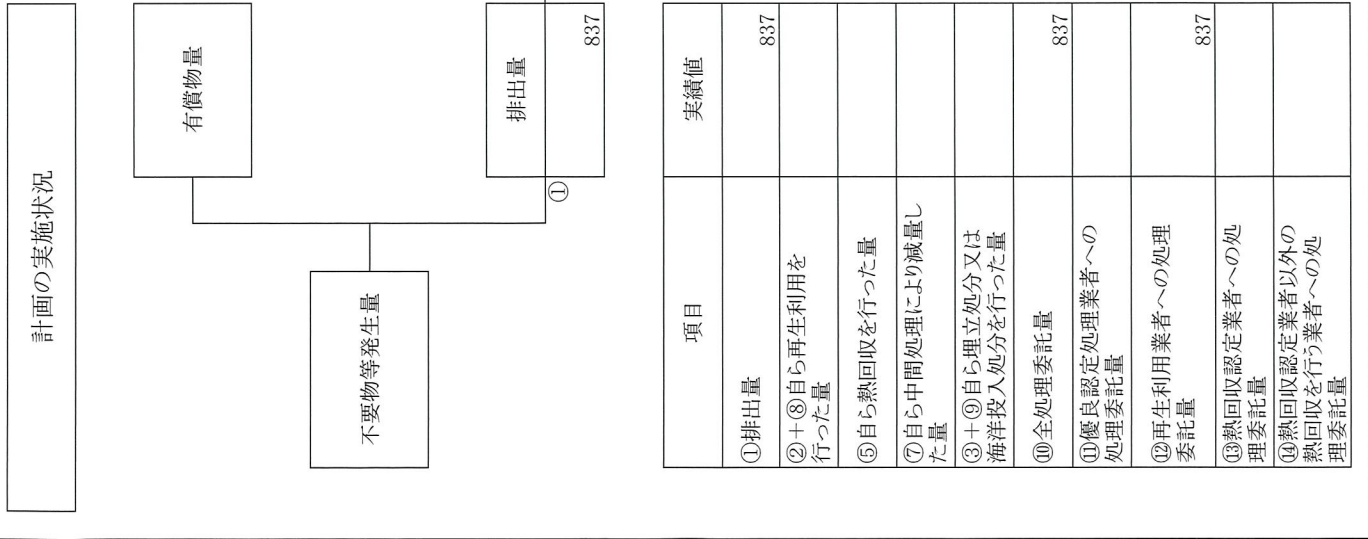 計画の実施状況
有償物量
不要物等発生量
排出量
①
837
項目
実績値
①排出量
837
②+⑧自ら再生利用を
行った量
⑤自ら熱回収を行った量
⑦自ら中間処理により減量し
た量
③+⑨自ら埋立処分又は
海洋投入処分を行った量
⑩全処理委託量
837
⑪優良認定処理業者への
処理委託量
⑫再生利用業者への処理
委託量
837
⑬熱回収認定業者への処
理委託量
⑭熱回収認定業者以外の
熱回収を行う業者への処
理委託量